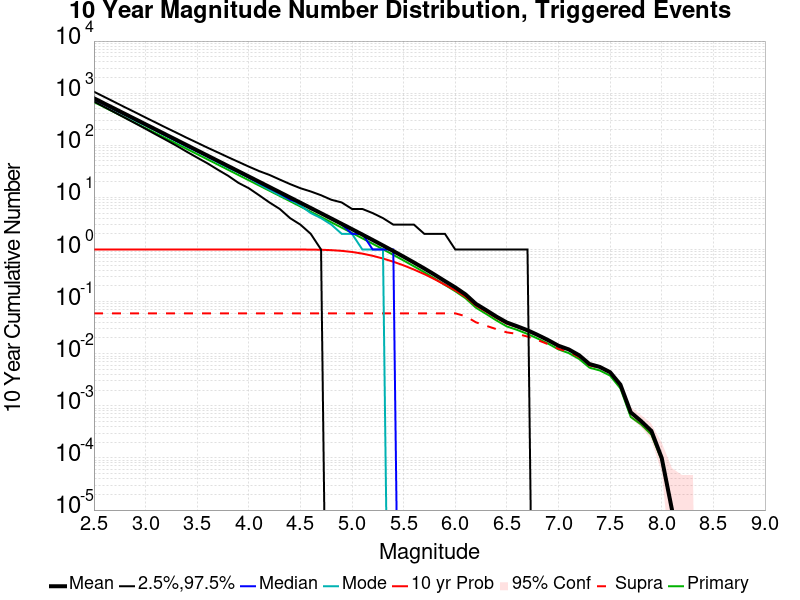 10 Year Magnitude Number Distribution, Triggered Events
10 Year Cumulative Number
10^4
10^3
10^2
10^1
10^0
10^-1
10^-2
10^-3
10^-4
10^-5
2.5 3.0 3.5 4.0 4.5 5.0 5.5 6.0 6.5 7.0 7.5 8.0 8.5 9.0
Magnitude
Mean 2.5%,97.5% Median Mode 10 yr Prob 95% Conf Supra Primary